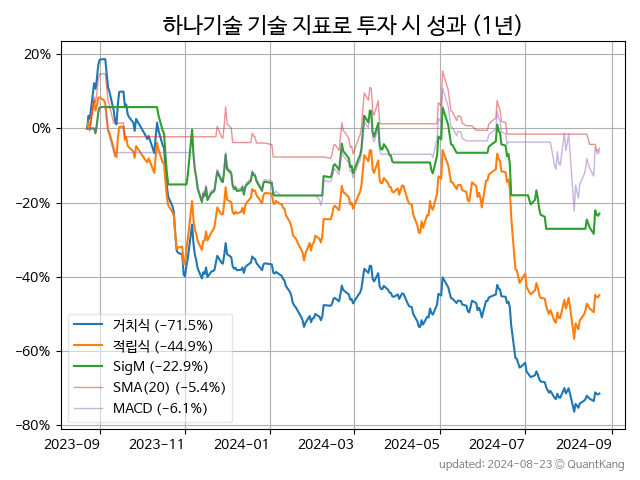 하나기술 기술 지표로 투자 시 성과 (1년)
20%
0%
−20%
−40%
−60%
−80%
거치식 (−71.5%)
적립식 (−44.9%)
SigM (−22.9%)
SMA(20) (−5.4%)
MACD (−6.1%)
2023-09 2023-11 2024-01 2024-03 2024-05 2024-07 2024-09
updated: 2024-08-23 © QuantKang